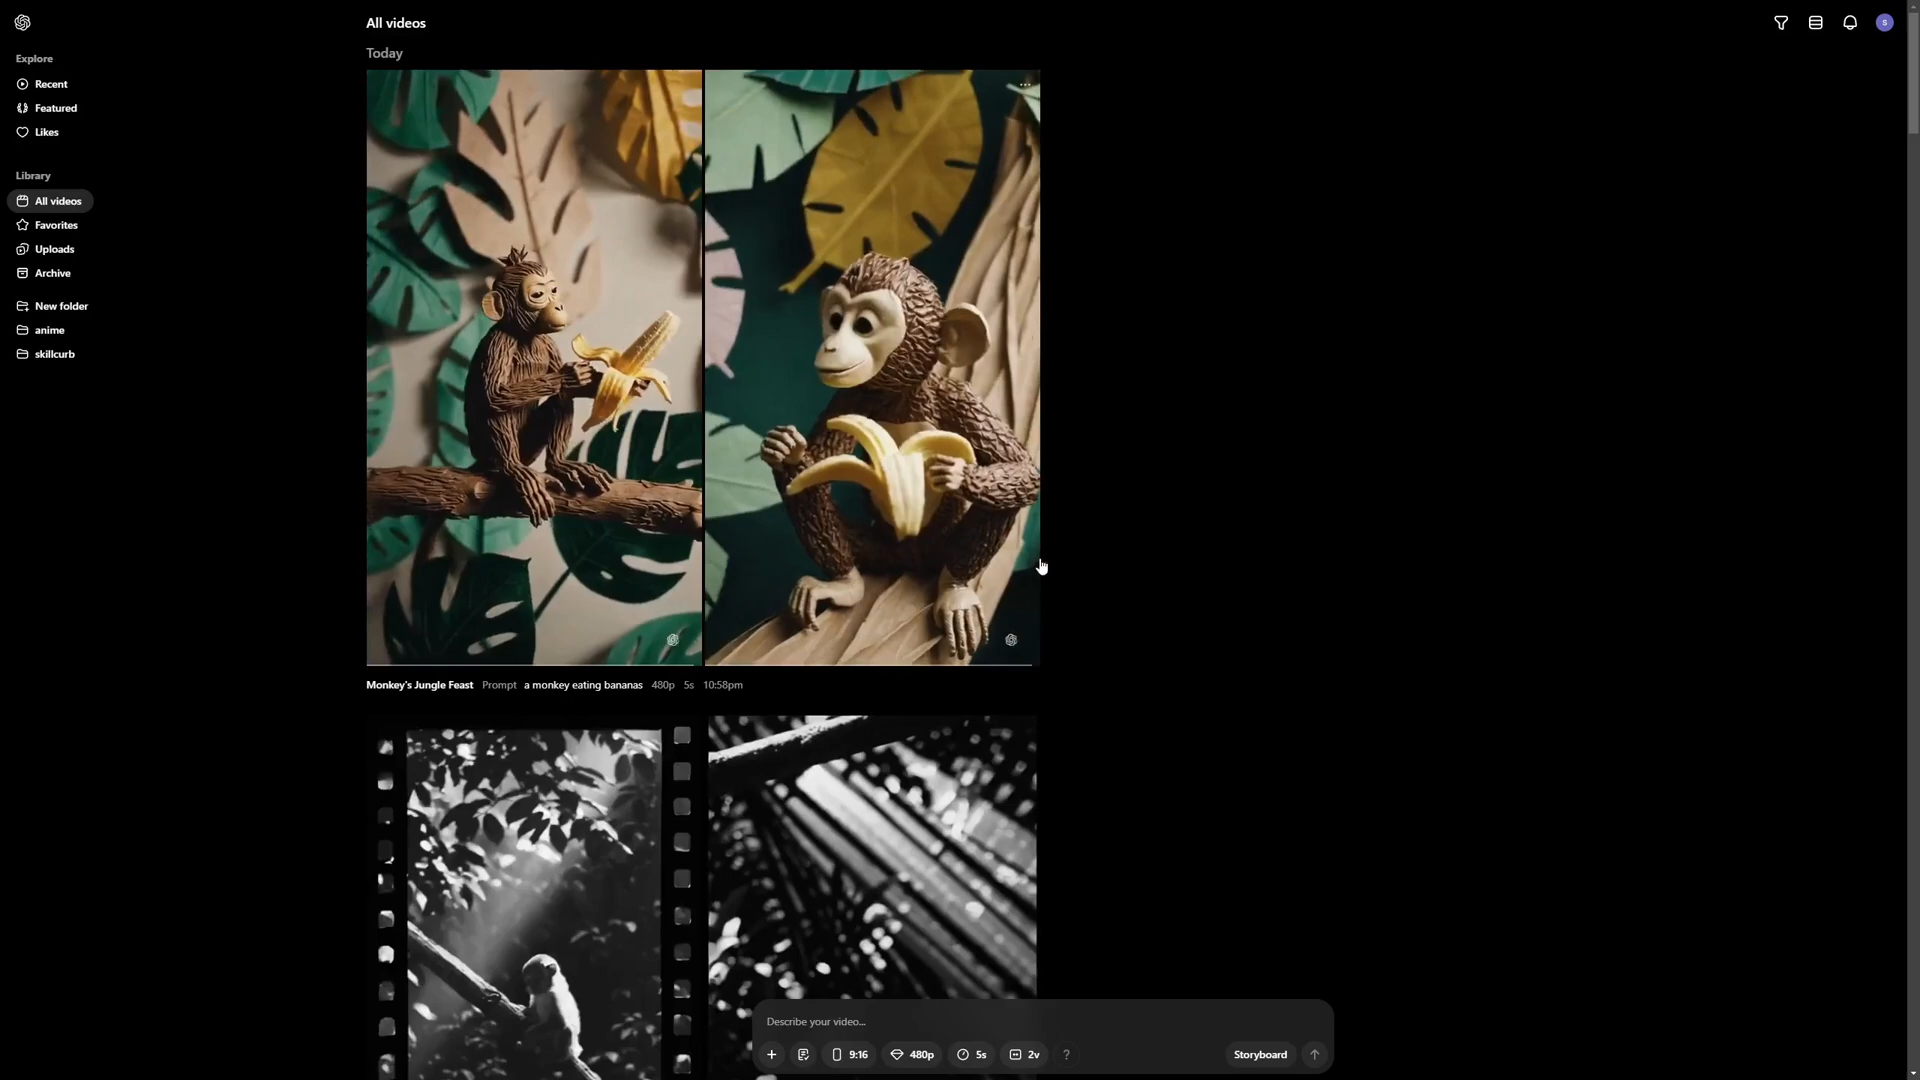 All videos
S
Today
Explore
Recent
Featured
Likes
Library
All videos
Favorites
Uploads
Archive
New folder
anime
skillcurb
Monkey's Jungle Feast Prompt a monkey eating bananas 480p 5s 10:58pm
Describe your video...
9:16 480p 5s 2v ? Storyboard